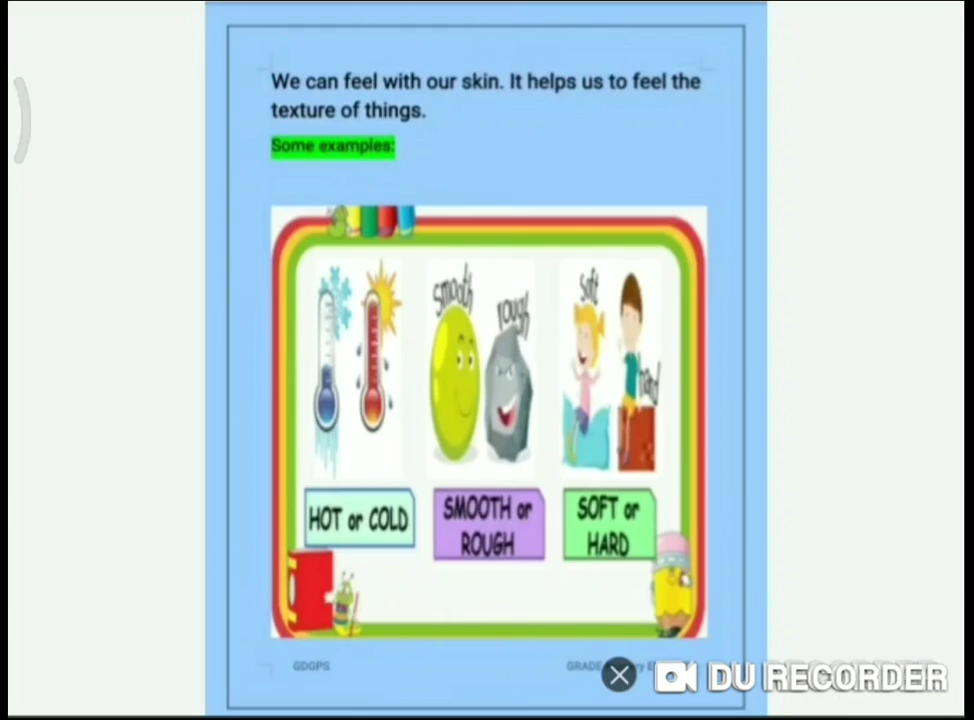 We can feel with our skin. It helps us to feel the
texture of things.
Some examples:
smooth
rough
soft
hard
HOT or COLD
SMOOTH or
ROUGH
SOFT or
HARD
GDGPS
GRADE
DU RECORDER